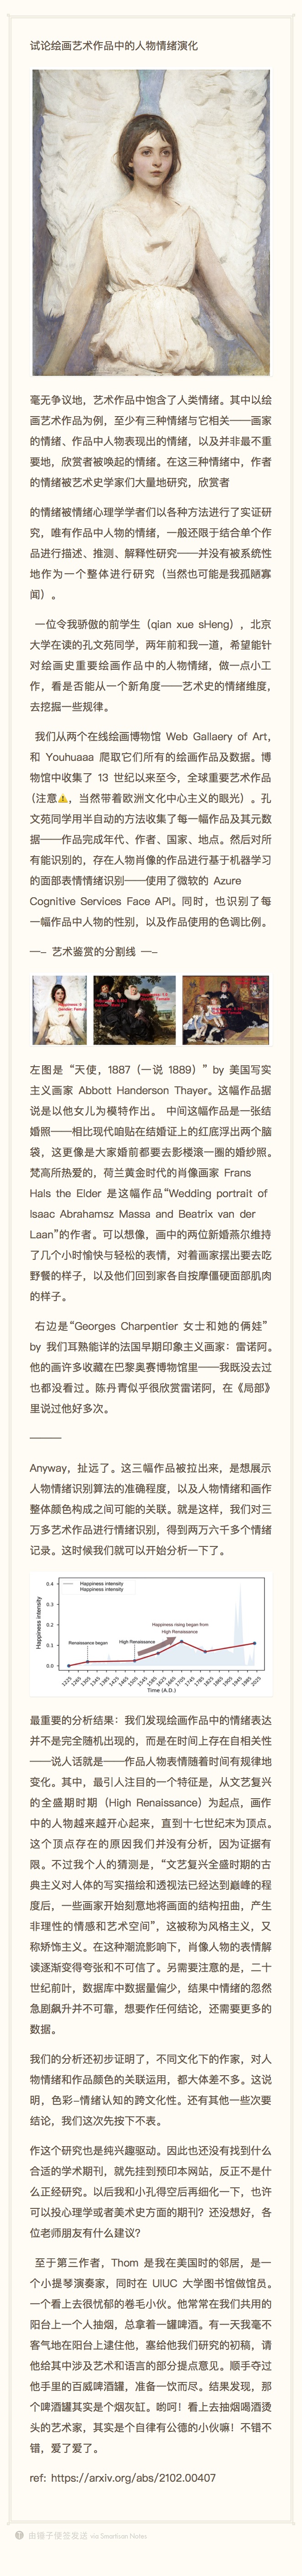 试论绘画艺术作品中的人物情绪演化
毫无争议地，艺术作品中饱含了人类情绪。其中以绘
画艺术作品为例，至少有三种情绪与它相关——画家
的情绪、作品中人物表现出的情绪，以及并非最不重
要地，欣赏者被唤起的情绪。在这三种情绪中，作者
的情绪被艺术史学家们大量地研究，欣赏者
的情绪被情绪心理学学者们以各种方法进行了实证研
究，唯有作品中人物的情绪，一般还限于结合单个作
品进行描述、推测、解释性研究——并没有被系统性
地作为一个整体进行研究（当然也可能是我孤陋寡
闻）。
一位令我骄傲的前学生（qian xue sHeng），北京
大学在读的孔文苑同学，两年前和我一道，希望能针
对绘画史重要绘画作品中的人物情绪，做一点小工
作，看是否能从一个新角度——艺术史的情绪维度，
去挖掘一些规律。
我们从两个在线绘画博物馆 Web Gallaery of Art，
和 Youhuaaa 爬取它们所有的绘画作品及数据。博
物馆中收集了 13 世纪以来至今，全球重要艺术作品
（注意⚠️，当然带着欧洲文化中心主义的眼光）。孔
文苑同学用半自动的方法收集了每一幅作品及其元数
据——作品完成年代、作者、国家、地点。然后对所
有能识别的，存在人物肖像的作品进行基于机器学习
的面部表情情绪识别——使用了微软的 Azure
Cognitive Services Face API。同时，也识别了每
一幅作品中人物的性别，以及作品使用的色调比例。
—- 艺术鉴赏的分割线 —-
左图是 “天使，1887（一说 1889）” by 美国写实
主义画家 Abbott Handerson Thayer。这幅作品据
说是以他女儿为模特作出。 中间这幅作品是一张结
婚照——相比现代咱贴在结婚证上的红底浮出两个脑
袋，这更像是大家婚前都要去影楼滚一圈的婚纱照。
梵高所热爱的，荷兰黄金时代的肖像画家 Frans
Hals the Elder 是这幅作品“Wedding portrait of
Isaac Abrahamsz Massa and Beatrix van der
Laan”的作者。可以想像，画中的两位新婚燕尔维持
了几个小时愉快与轻松的表情，对着画家摆出要去吃
野餐的样子，以及他们回到家各自按摩僵硬面部肌肉
的样子。
右边是“Georges Charpentier 女士和她的俩娃”
by 我们耳熟能详的法国早期印象主义画家：雷诺阿。
他的画许多收藏在巴黎奥赛博物馆里——我既没去过
也都没看过。陈丹青似乎很欣赏雷诺阿，在《局部》
里说过他好多次。
———
Anyway，扯远了。这三幅作品被拉出来，是想展示
人物情绪识别算法的准确程度，以及人物情绪和画作
整体颜色构成之间可能的关联。就是这样，我们对三
万多艺术作品进行情绪识别，得到两万六千多个情绪
记录。这时候我们就可以开始分析一下了。
Happiness intensity
Happiness intensity
Happiness rising began from
High Renaissance
Renaissance began
High Renaissance
Happiness intensity
0.4
0.3
0.2
0.1
0.0
Time (A.D.)
最重要的分析结果：我们发现绘画作品中的情绪表达
并不是完全随机出现的，而是在时间上存在自相关性
——说人话就是——作品人物表情随着时间有规律地
变化。其中，最引人注目的一个特征是，从文艺复兴
的全盛期时期（High Renaissance）为起点，画作
中的人物越来越开心起来，直到十七世纪末为顶点。
这个顶点存在的原因我们并没有分析，因为证据有
限。不过我个人的猜测是，“文艺复兴全盛时期的古
典主义对人体的写实描绘和透视法已经达到巅峰的程
度后，一些画家开始刻意地将画面的结构扭曲，产生
非理性的情感和艺术空间”，这被称为风格主义，又
称矫饰主义。在这种潮流影响下，肖像人物的表情解
读逐渐变得夸张和不可信了。另需要注意的是，二十
世纪前叶，数据库中数据量偏少，结果中情绪的忽然
急剧飙升并不可靠，想要作任何结论，还需要更多的
数据。
我们的分析还初步证明了，不同文化下的作家，对人
物情绪和作品颜色的关联运用，都大体差不多。这说
明，色彩-情绪认知的跨文化性。还有其他一些次要
结论，我们这次先按下不表。
作这个研究也是纯兴趣驱动。因此也还没有找到什么
合适的学术期刊，就先挂到预印本网站，反正不是什
么正经研究。以后我和小孔得空后再细化一下，也许
可以投心理学或者美术史方面的期刊？还没想好，各
位老师朋友有什么建议？
至于第三作者，Thom 是我在美国时的邻居，是一
个小提琴演奏家，同时在 UIUC 大学图书馆做馆员。
一个看上去很忧郁的卷毛小伙。他常常在我们共用的
阳台上一个人抽烟，总拿着一罐啤酒。有一天我毫不
客气地在阳台上逮住他，塞给他我们研究的初稿，请
他给其中涉及艺术和语言的部分提点意见。顺手夺过
他手里的百威啤酒罐，准备一饮而尽。结果发现，那
个啤酒罐其实是个烟灰缸。哟呵！看上去抽烟喝酒烫
头的艺术家，其实是个自律有公德的小伙嘛！不错不
错，爱了爱了。
ref: https://arxiv.org/abs/2102.00407
由锤子便签发送 via Smartisan Notes